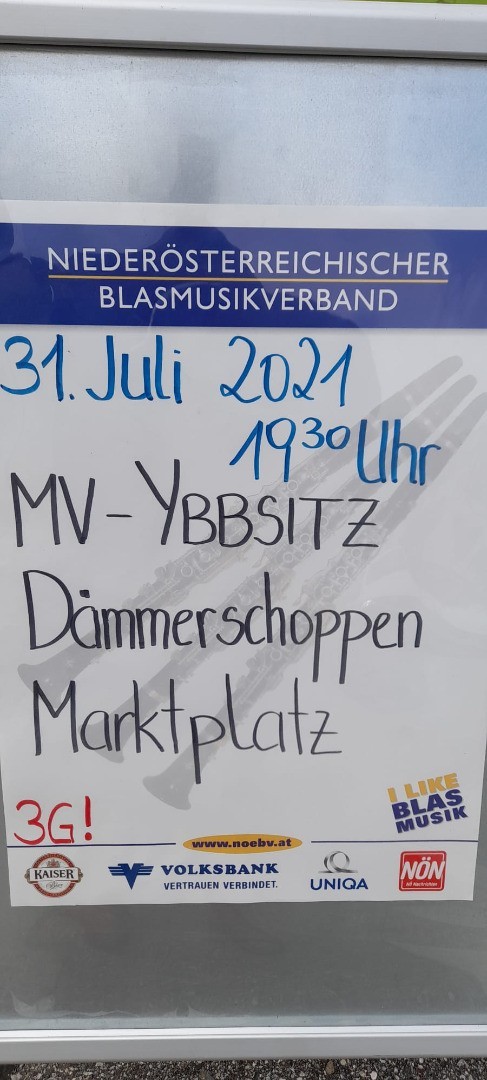 NIEDERÖSTERREICHISCHER
BLASMUSIKVERBAND
31. Juli 2021
19³⁰ Uhr
MV-YBBSITZ
Dämmerschoppen
Marktplatz
3G!
I LIKE
BLAS
MUSIK
www.noebv.at
KAISER
Bier
VOLKSBANK
VERTRAUEN VERBINDET.
UNIQA
NÖN